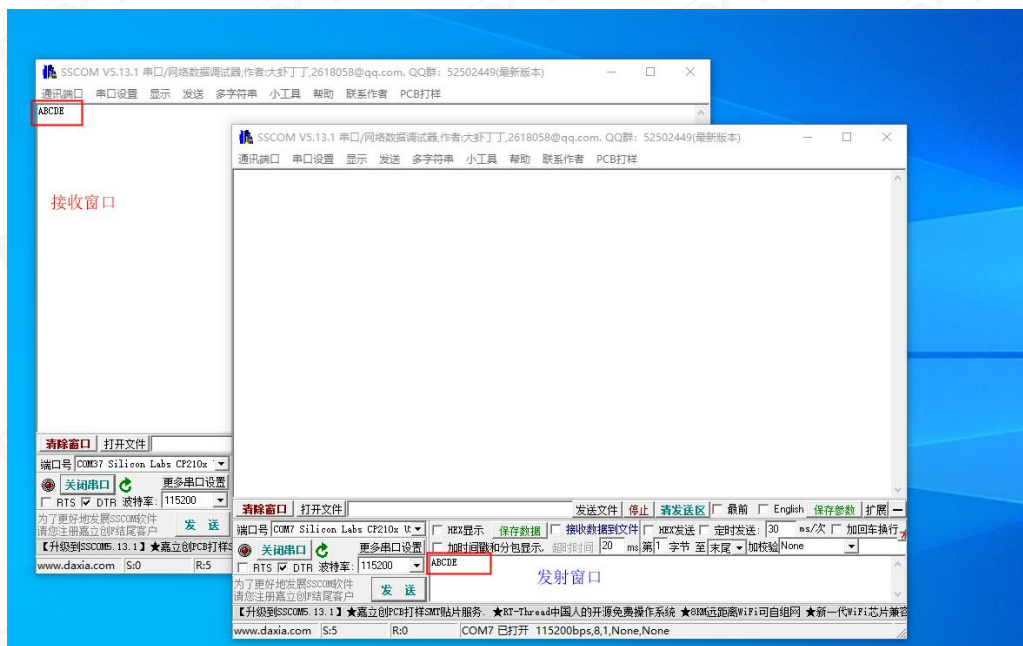 SSCOM V5.13.1 串口/网络数据调试器,作者:大虾丁丁,2618058@qq.com. QQ群: 52502449(最新版本)
通讯端口 串口设置 显示 发送 多字符串 小工具 帮助 联系作者 PCB打样
ABCDE
接收窗口
清除窗口 打开文件
端口号 COM37 Silicon Labs CP210x
关闭串口 更多串口设置
RTS DTR 波特率: 115200
为了更好地发展SSCOM软件
请您注册嘉立创F结尾客户
发 送
【升级到SSCOM5.13.1】★嘉立创PCB打样
www.daxia.com S:0 R:5
SSCOM V5.13.1 串口/网络数据调试器,作者:大虾丁丁,2618058@qq.com. QQ群: 52502449(最新版本)
通讯端口 串口设置 显示 发送 多字符串 小工具 帮助 联系作者 PCB打样
清除窗口 打开文件 发送文件 停止 清发送区 最前 English 保存参数 扩展
端口号 COM7 Silicon Labs CP210x HEX显示 保存数据 接收数据到文件 HEX发送 定时发送: 30 ms/次 加回车换行
关闭串口 更多串口设置 加时间戳和分包显示. 超时时间: 20 ms 第1 字节 至 末尾 加校验 None
RTS DTR 波特率: 115200
ABCDE
发射窗口
为了更好地发展SSCOM软件
请您注册嘉立创F结尾客户
发 送
【升级到SSCOM5.13.1】★嘉立创PCB打样SMT贴片服务. ★RT-Thread中国人的开源免费操作系统 ★8KM远距离WiFi可自组网 ★新一代WiFi芯片兼容
www.daxia.com S:5 R:0 COM7 已打开 115200bps,8,1,None,None